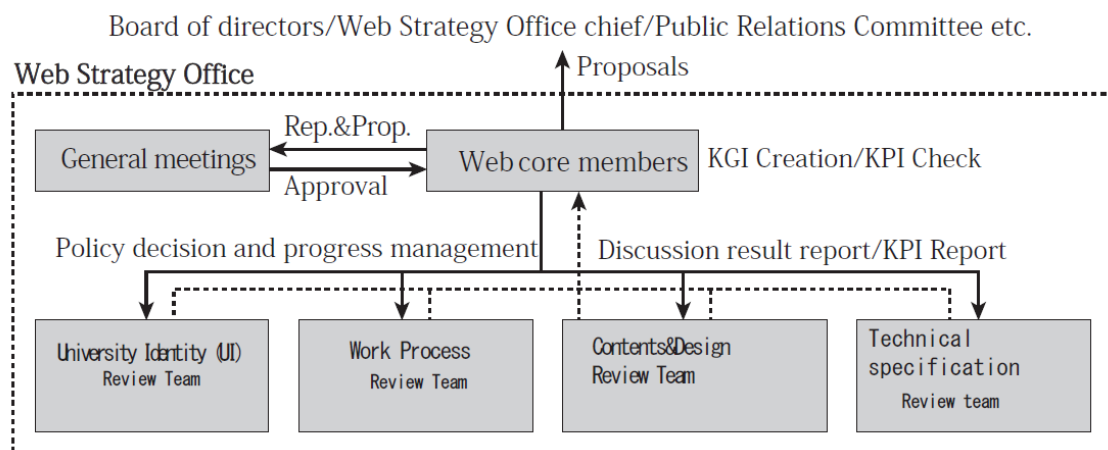 Board of directors/Web Strategy Office chief/Public Relations Committee etc.
Proposals
Web Strategy Office
Rep.&Prop.
General meetings
Web core members
KGI Creation/KPI Check
Approval
Policy decision and progress management
Discussion result report/KPI Report
University Identity (UI)
Review Team
Work Process
Review Team
Contents&Design
Review Team
Technical
specification
Review team